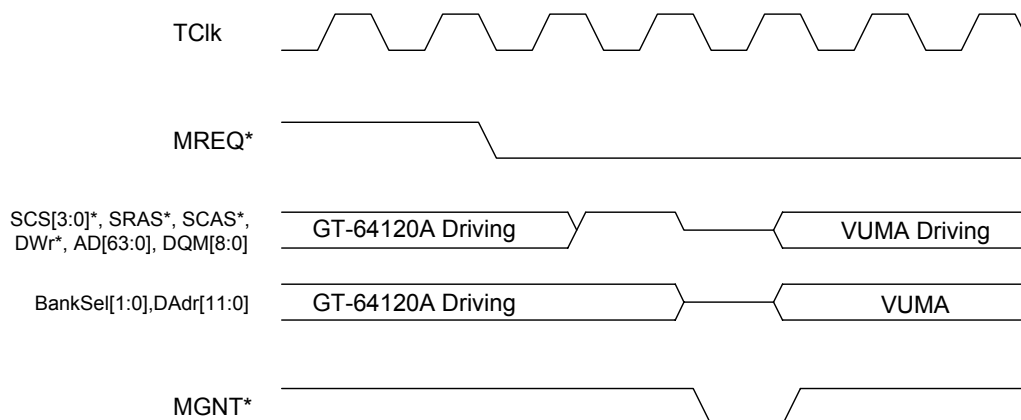 TClk
MREQ*
SCS[3:0]*, SRAS*, SCAS*,
DWr*, AD[63:0], DQM[8:0]
GT-64120A Driving
VUMA Driving
BankSel[1:0],DAdr[11:0]
GT-64120A Driving
VUMA
MGNT*